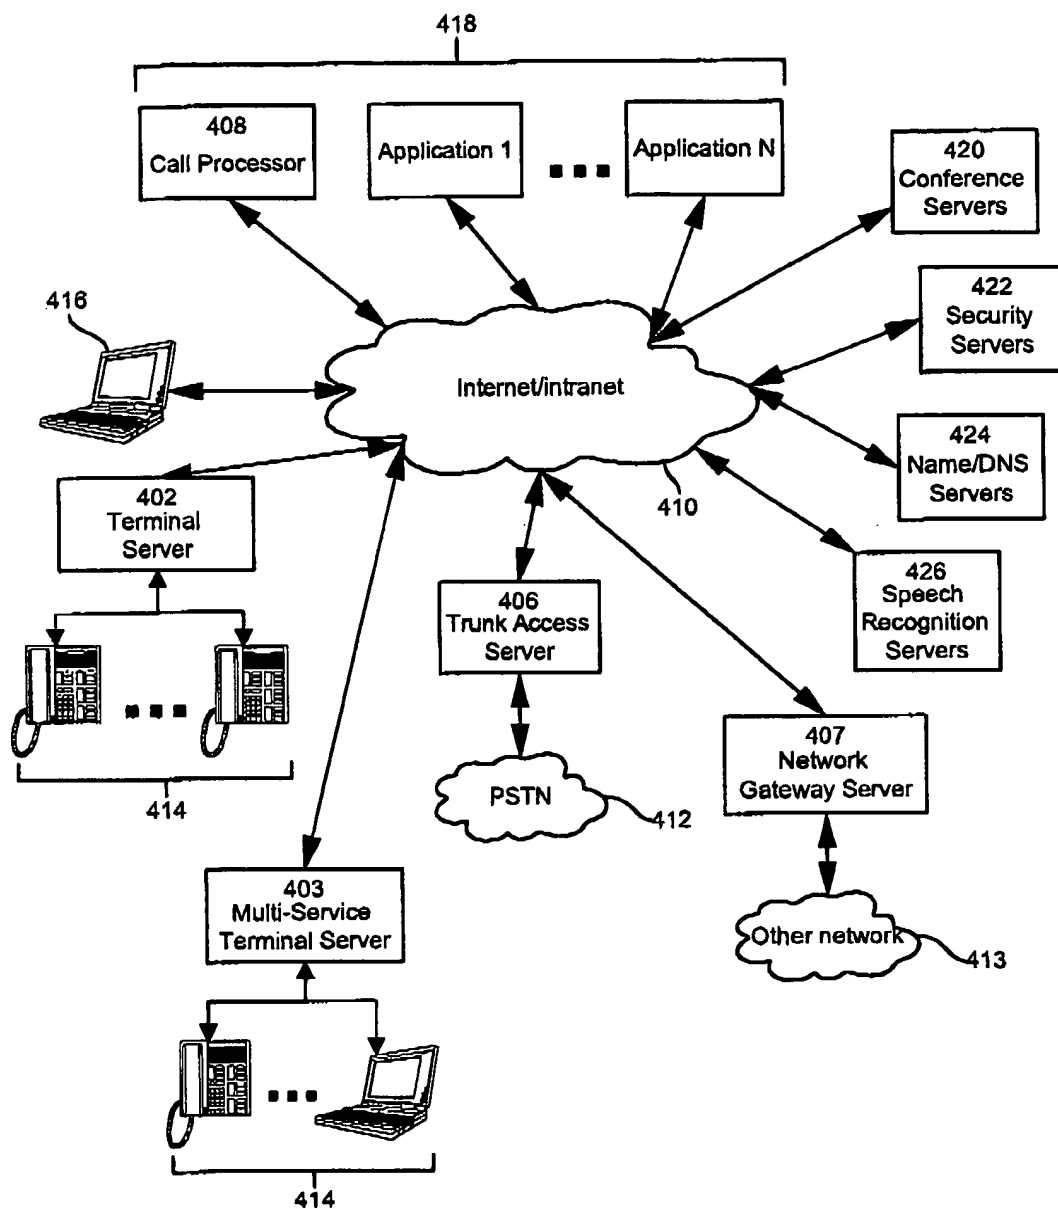 418
408
Call Processor
Application 1
Application N
420
Conference
Servers
416
422
Security
Servers
Internet/intranet
424
Name/DNS
Servers
402
Terminal
Server
410
426
Speech
Recognition
Servers
406
Trunk Access
Server
407
Network
Gateway Server
414
PSTN
412
403
Multi-Service
Terminal Server
Other network
413
414